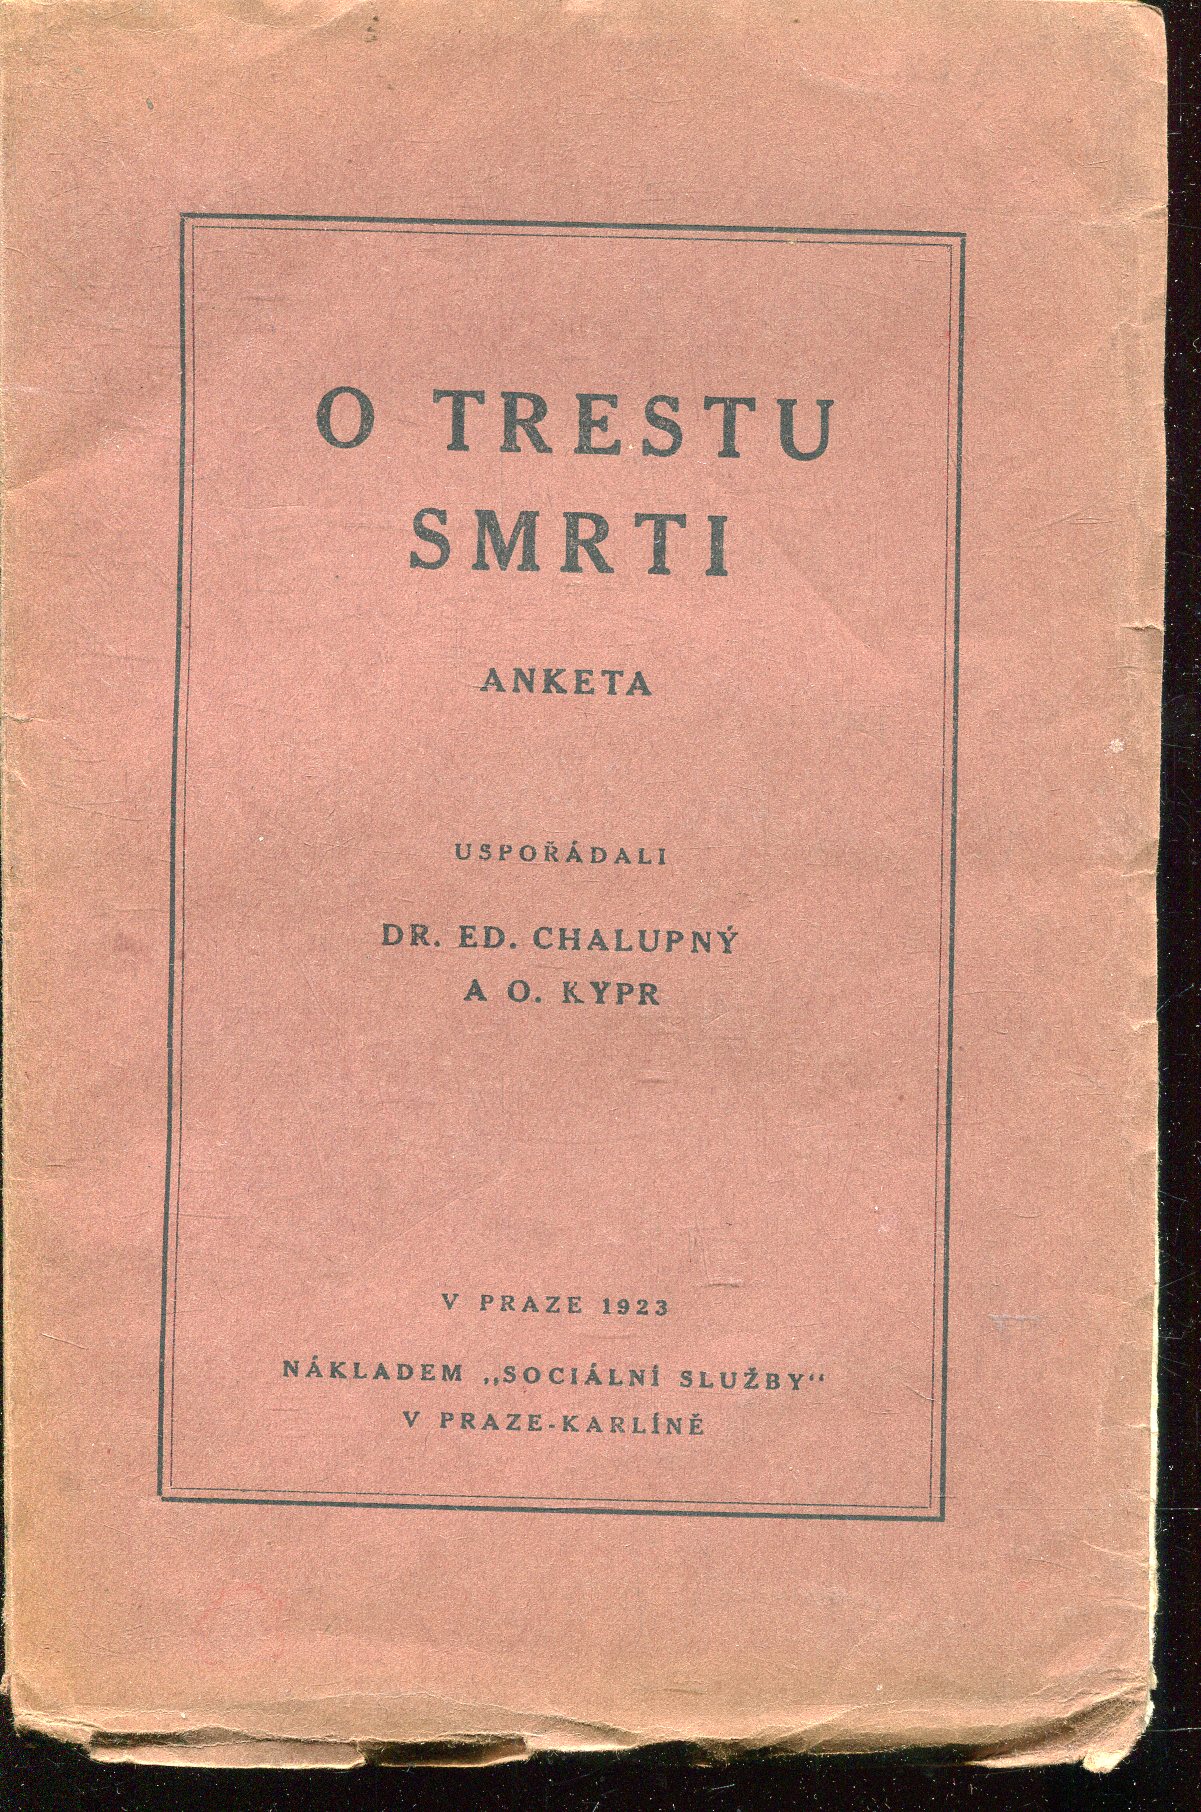 O TRESTU
SMRTI
ANKETA
USPOŘÁDALI
DR. ED. CHALUPNÝ
A O. KYPR
V PRAZE 1923
NÁKLADEM „SOCIÁLNÍ SLUŽBY“
V PRAZE-KARLÍNĚ